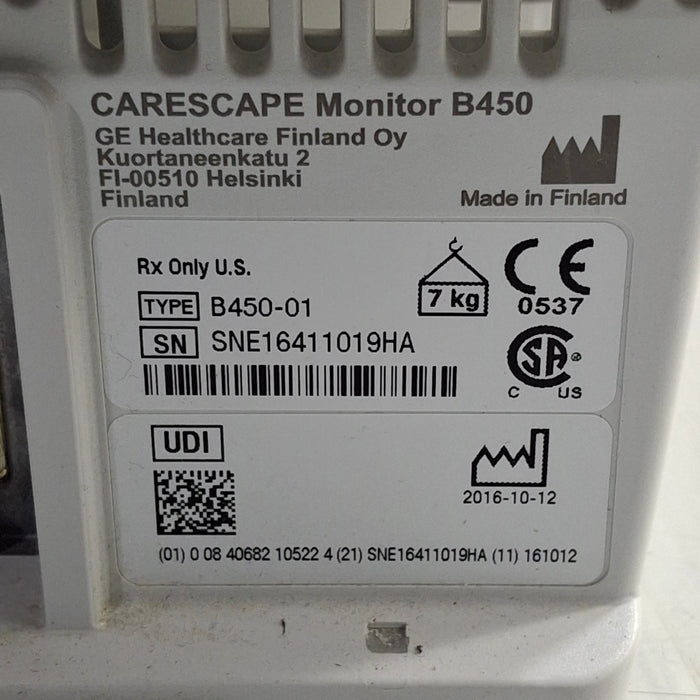 CARESCAPE Monitor B450
GE Healthcare Finland Oy
Kuortaneenkatu 2
FI-00510 Helsinki
Finland
Made in Finland
Rx Only U.S.
7 kg
CE
0537
TYPE B450-01
SN SNE16411019HA
SA ®
C US
UDI
2016-10-12
(01) 0 08 40682 10522 4 (21) SNE16411019HA (11) 161012